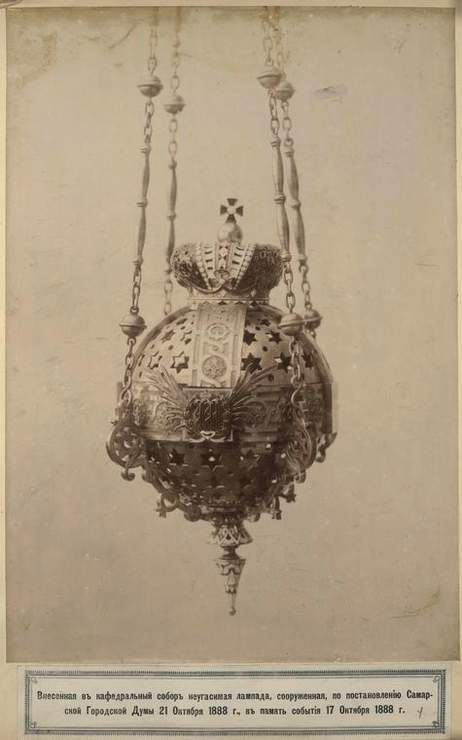 Внесенная въ каѳедральный соборъ неугасимая лампада, сооруженная, по постановленію Самар-
ской Городской Думы 21 Октября 1888 г., въ память событія 17 Октября 1888 г.